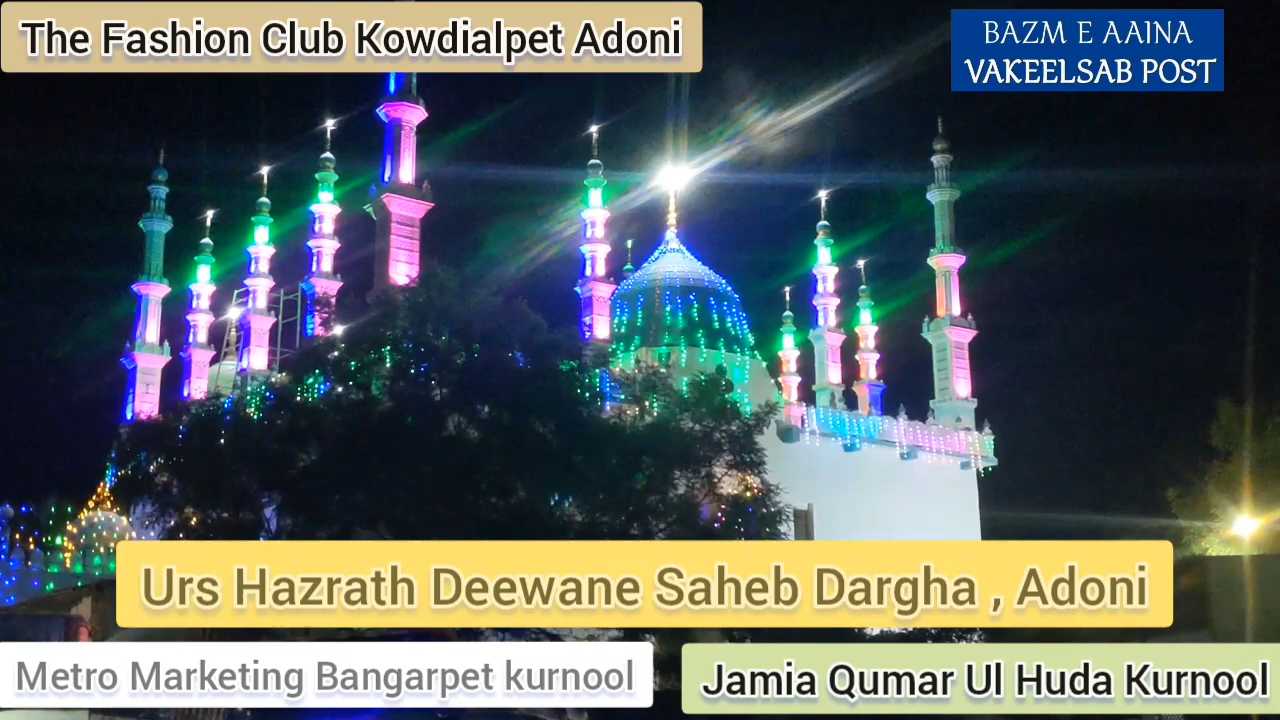 The Fashion Club Kowdialpet Adoni
BAZM E AAINA
VAKEELSAB POST
Urs Hazrath Deewane Saheb Dargha , Adoni
Metro Marketing Bangarpet kurnool
Jamia Qumar Ul Huda Kurnool